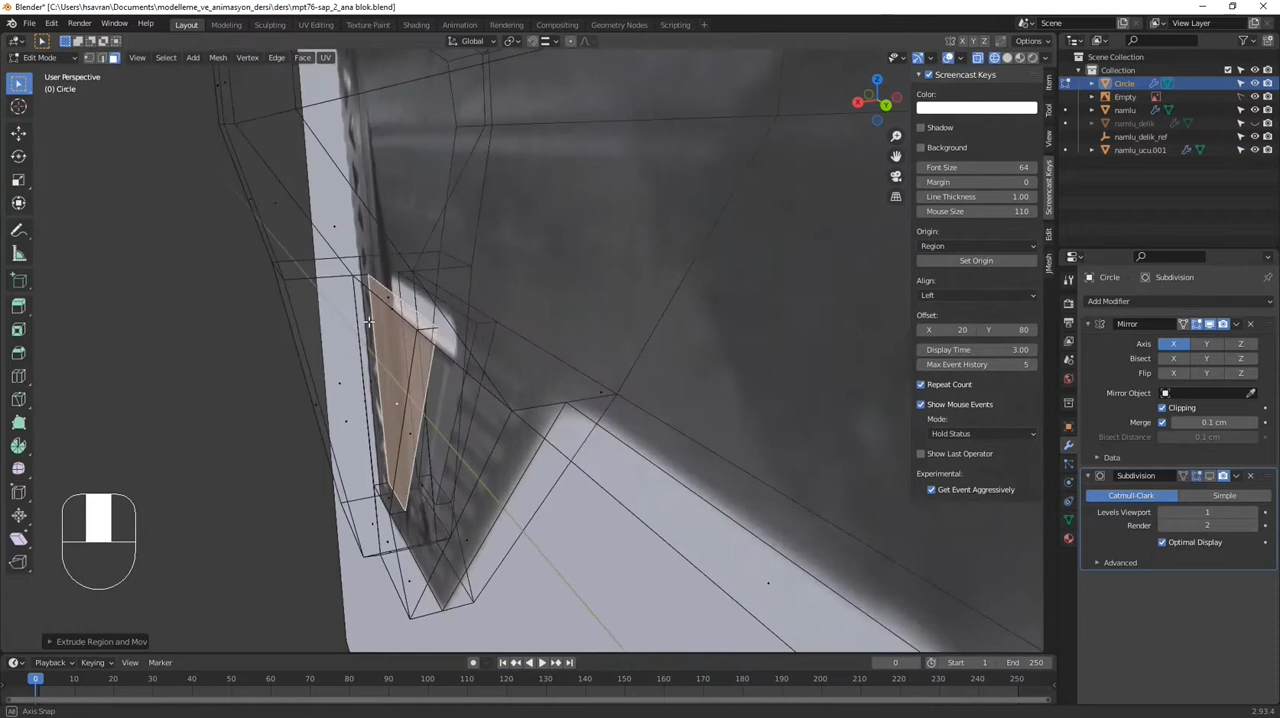 Blender* [C:\Users\hsavran\Documents\modelleme_ve_animasyon_ders\ders\mpt76-sap_2_ana blok.blend]
File Edit Render Window Help Layout Modeling Sculpting UV Editing Texture Paint Shading Animation Rendering Compositing Geometry Nodes Scripting + Scene View Layer
Global X Y Z Options
Edit Mode View Select Add Mesh Vertex Edge Face UV
User Perspective
(0) Circle
Z
X
Y
Screencast Keys
Color:
Shadow
Background
Font Size 64
Margin 0
Line Thickness 1.00
Mouse Size 110
Origin:
Region
Set Origin
Align:
Left
Offset:
X 20 Y 80
Display Time 3.00
Max Event History 5
Repeat Count
Show Mouse Events
Mode:
Hold Status
Show Last Operator
Experimental:
Get Event Aggressively
Item
Tool
View
Screencast Keys
Edit
JMesh
Scene Collection
Collection
Circle
Empty
namlu
namlu_delik
namlu_delik_ref
namlu_ucu.001
Circle Subdivision
Add Modifier
Mirror
Axis X Y Z
Bisect X Y Z
Flip X Y Z
Mirror Object
Clipping
Merge 0.1 cm
Bisect Distance 0.1 cm
Data
Subdivision
Catmull-Clark Simple
Levels Viewport 1
Render 2
Optimal Display
Advanced
Extrude Region and Mov
Playback Keying View Marker 0 Start 1 End 250
0 10 20 30 40 50 60 70 80 90 100 110 120 130 140 150 160 170 180 190 200 210 220 230 240 250
Axis Snap 2.93.4